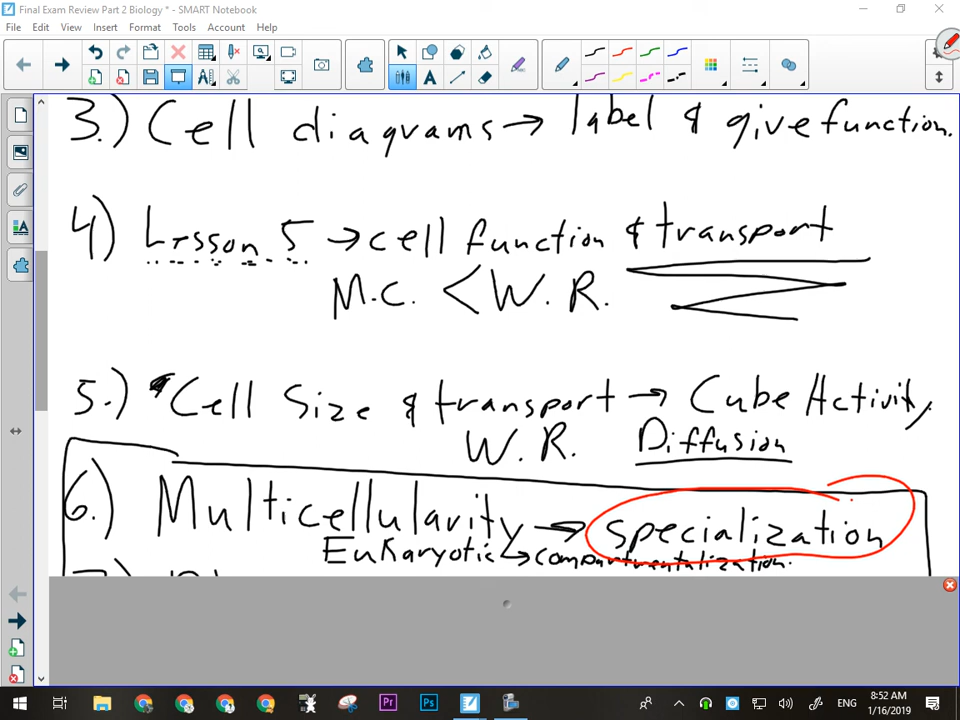 Final Exam Review Part 2 Biology * - SMART Notebook
File Edit View Insert Format Tools Account Help
3.) Cell diagrams → label & give function.
4) Lesson 5 → cell function & transport
M.C. < W.R.
5.) Cell Size & transport → Cube Activity
W.R. Diffusion
6.) Multicellularity → specialization
Eukaryotic → compartmentalization.
ENG
8:52 AM
1/16/2019